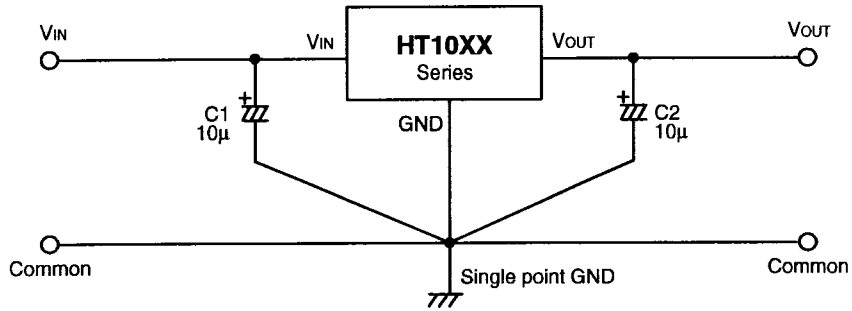 VIN
VIN
HT10XX
Series
VOUT
VOUT
+
C1
10µ
GND
+
C2
10µ
Common
Single point GND
Common